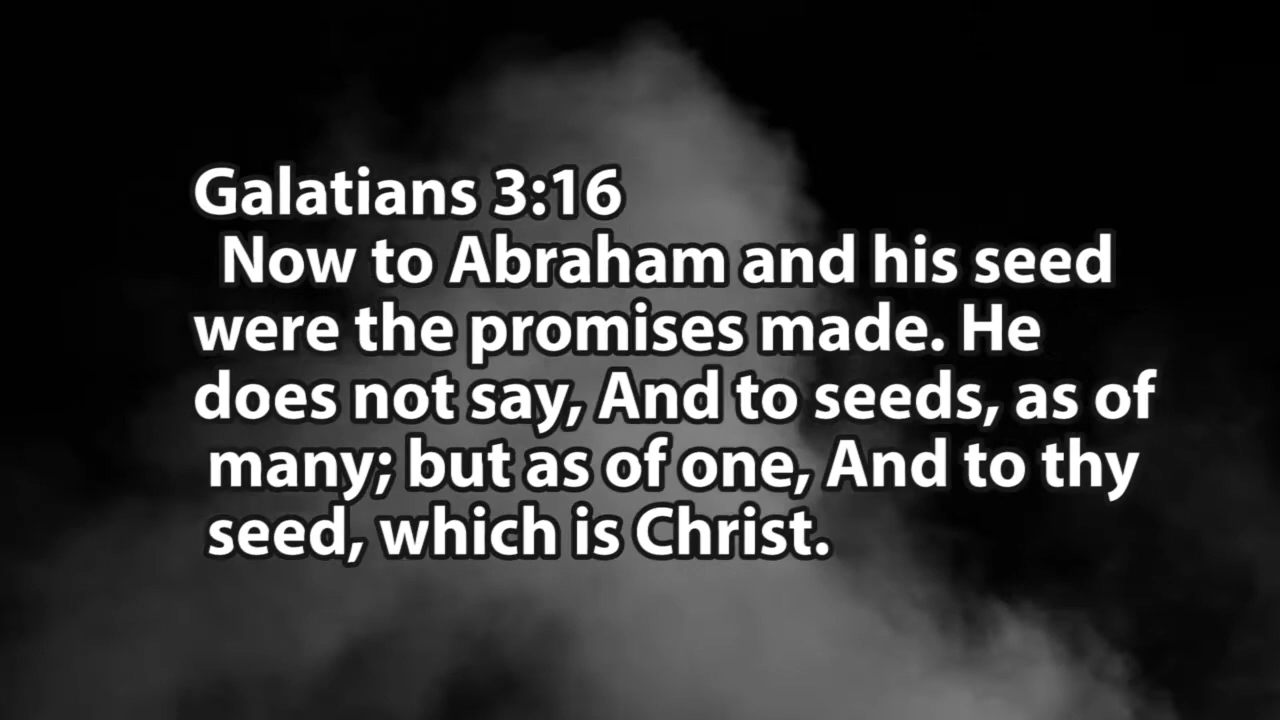 Galatians 3:16
Now to Abraham and his seed
were the promises made. He
does not say, And to seeds, as of
many; but as of one, And to thy
seed, which is Christ.